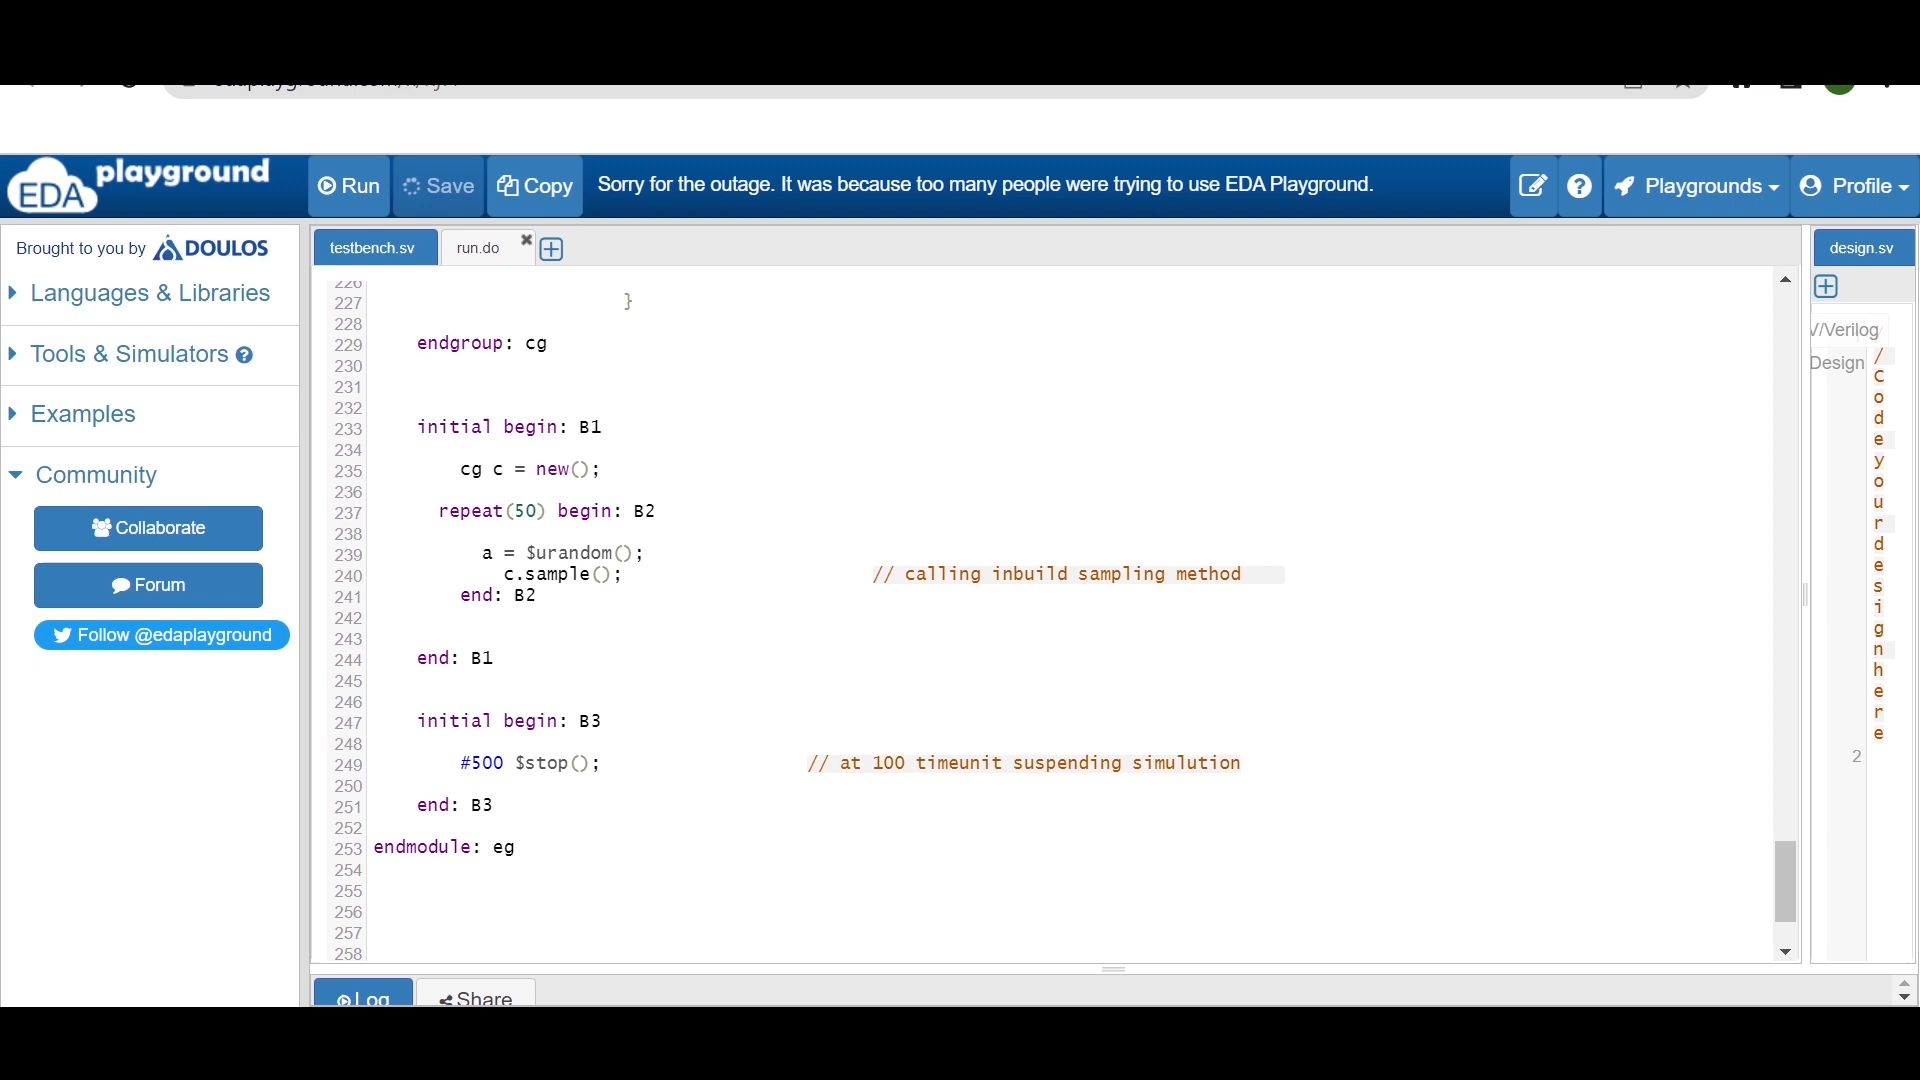 EDA playground
Run
Save
Copy
Sorry for the outage. It was because too many people were trying to use EDA Playground.
Playgrounds
Profile
Brought to you by DOULOS
Languages & Libraries
Tools & Simulators
Examples
Community
Collaborate
Forum
Follow @edaplayground
testbench.sv
run.do
226
227 }
228
229 endgroup: cg
230
231
232
233 initial begin: B1
234
235 cg c = new();
236
237 repeat(50) begin: B2
238
239 a = $urandom();
240 c.sample(); // calling inbuild sampling method
241 end: B2
242
243
244 end: B1
245
246
247 initial begin: B3
248
249 #500 $stop(); // at 100 timeunit suspending simulution
250
251 end: B3
252
253 endmodule: eg
254
255
256
257
258
design.sv
V/Verilog
Design
/
C
o
d
e
y
o
u
r
d
e
s
i
g
n
h
e
r
e
2
Log
Share